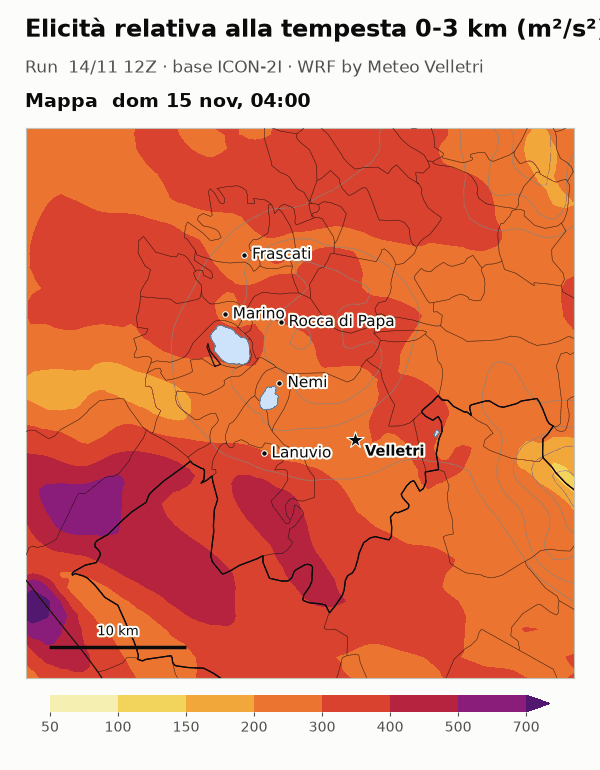 Elicità relativa alla tempesta 0-3 km (m²/s²)
Run 14/11 12Z · base ICON-2I · WRF by Meteo Velletri
Mappa dom 15 nov, 04:00
Frascati
Marino
Rocca di Papa
Nemi
Velletri
Lanuvio
10 km
50 100 150 200 300 400 500 700